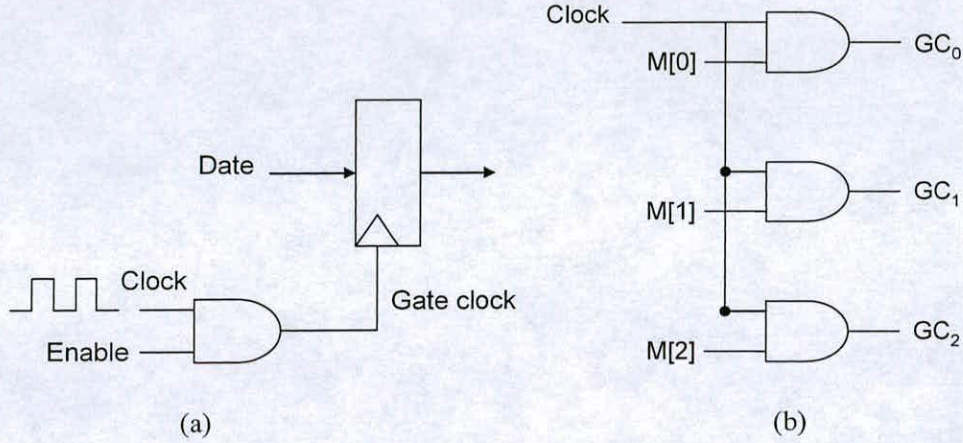 Clock
M[0]
GC₀
Date
M[1]
GC₁
Clock
Gate clock
Enable
M[2]
GC₂
(a)
(b)